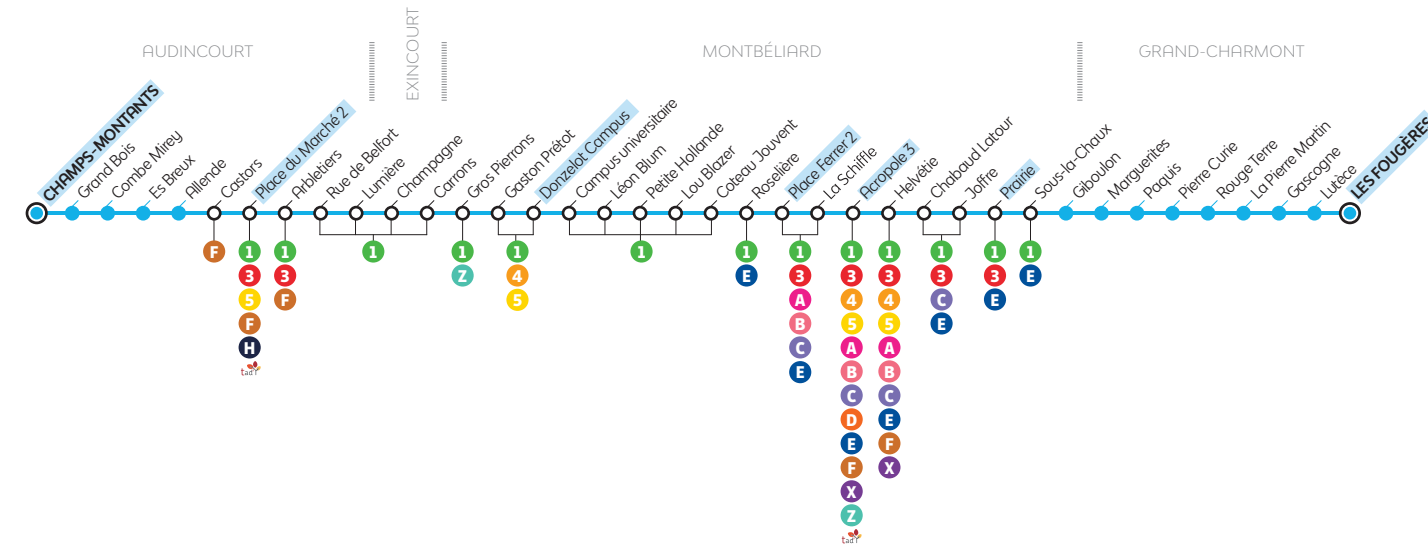 AUDINCOURT
EXINCOURT
MONTBÉLIARD
GRAND-CHARMONT
CHAMPS-MONTANTS
Grand Bois
Combe Mirey
Es Breux
Allende
Castors
Place du Marché 2
Arbletiers
Rue de Belfort
Lumière
Champagne
Carrons
Gros Pierrons
Gaston Prétot
Donzelot Campus
Campus universitaire
Léon Blum
Petite Hollande
Lou Blazer
Coteau Jouvent
Roselière
Place Ferrer 2
La Schiffle
Acropole 3
Helvétie
Chabaud Latour
Joffre
Prairie
Sous-la-Chaux
Giboulon
Marguerites
Paquis
Pierre Curie
Rouge Terre
La Pierre Martin
Gascogne
Lutèce
LES FOUGÈRES
F
1
3
5
F
H
tad
1
3
F
1
1
Z
1
4
5
1
1
E
1
3
A
B
C
E
1
3
4
5
A
B
C
D
E
F
X
Z
tad
1
3
4
5
A
B
C
E
F
X
1
3
C
E
1
3
E
1
E